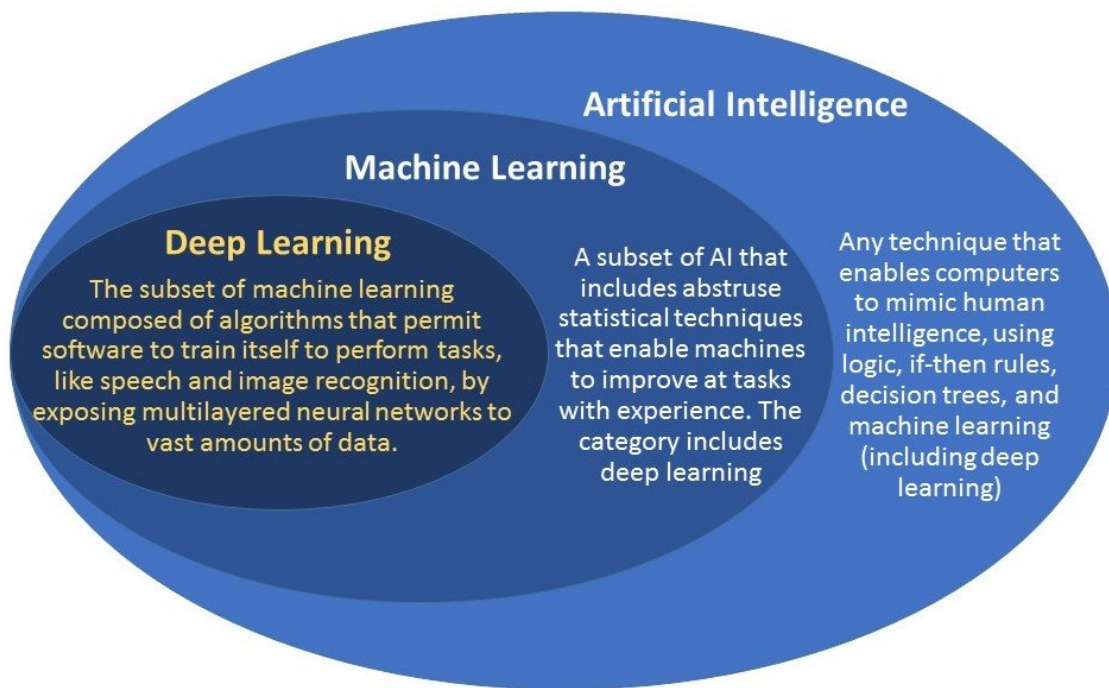 Artificial Intelligence
Machine Learning
Deep Learning
The subset of machine learning
composed of algorithms that permit
software to train itself to perform tasks,
like speech and image recognition, by
exposing multilayered neural networks to
vast amounts of data.
A subset of AI that
includes abstruse
statistical techniques
that enable machines
to improve at tasks
with experience. The
category includes
deep learning
Any technique that
enables computers
to mimic human
intelligence, using
logic, if-then rules,
decision trees, and
machine learning
(including deep
learning)